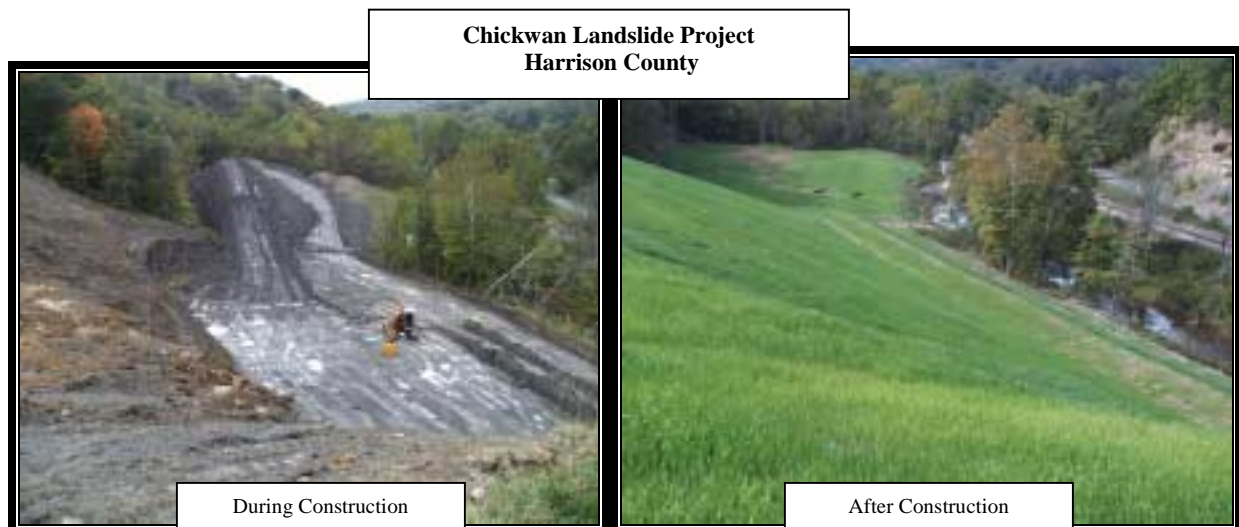 Chickwan Landslide Project
Harrison County
During Construction
After Construction